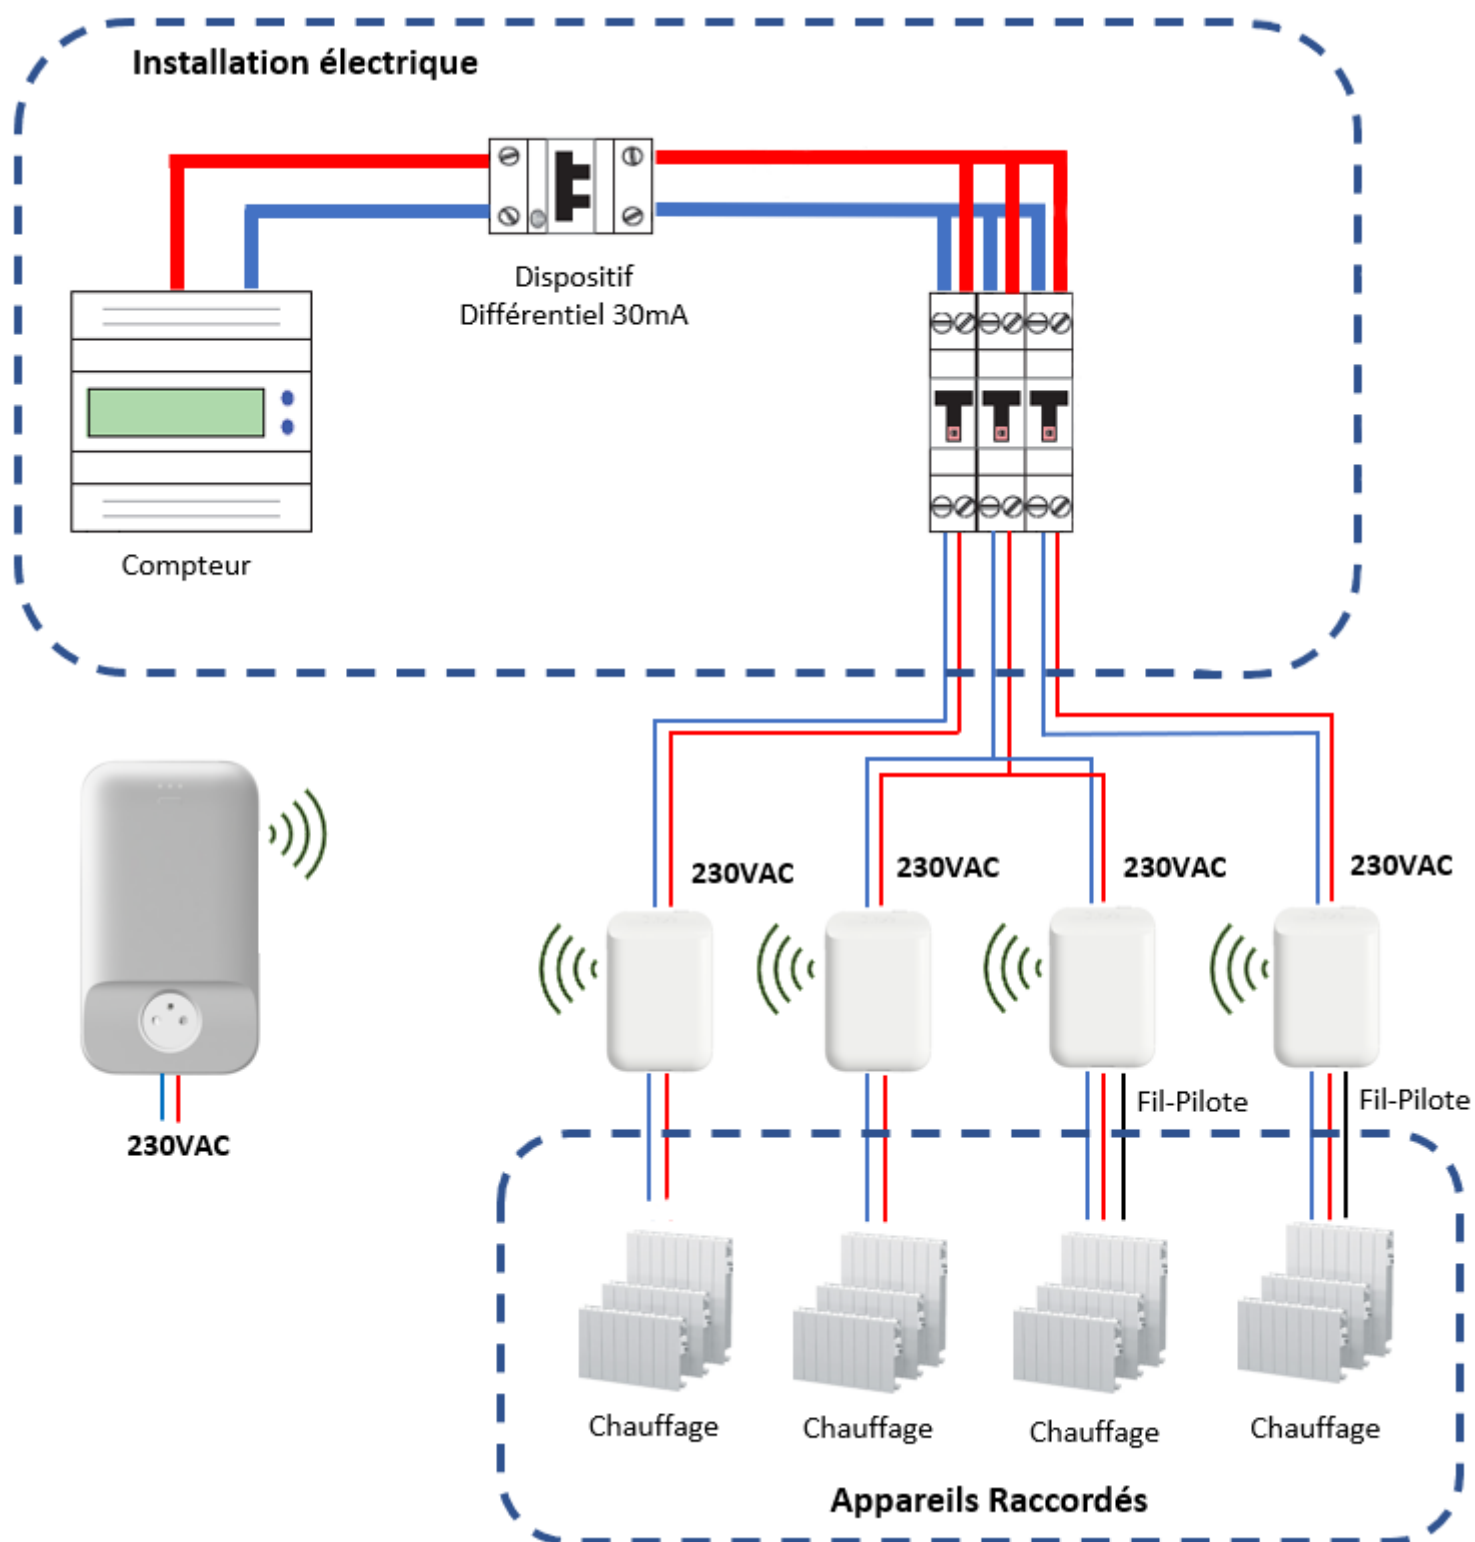 Installation électrique
Dispositif
Différentiel 30mA
Compteur
230VAC
230VAC
230VAC
230VAC
Fil-Pilote
Fil-Pilote
230VAC
Chauffage
Chauffage
Chauffage
Chauffage
Appareils Raccordés